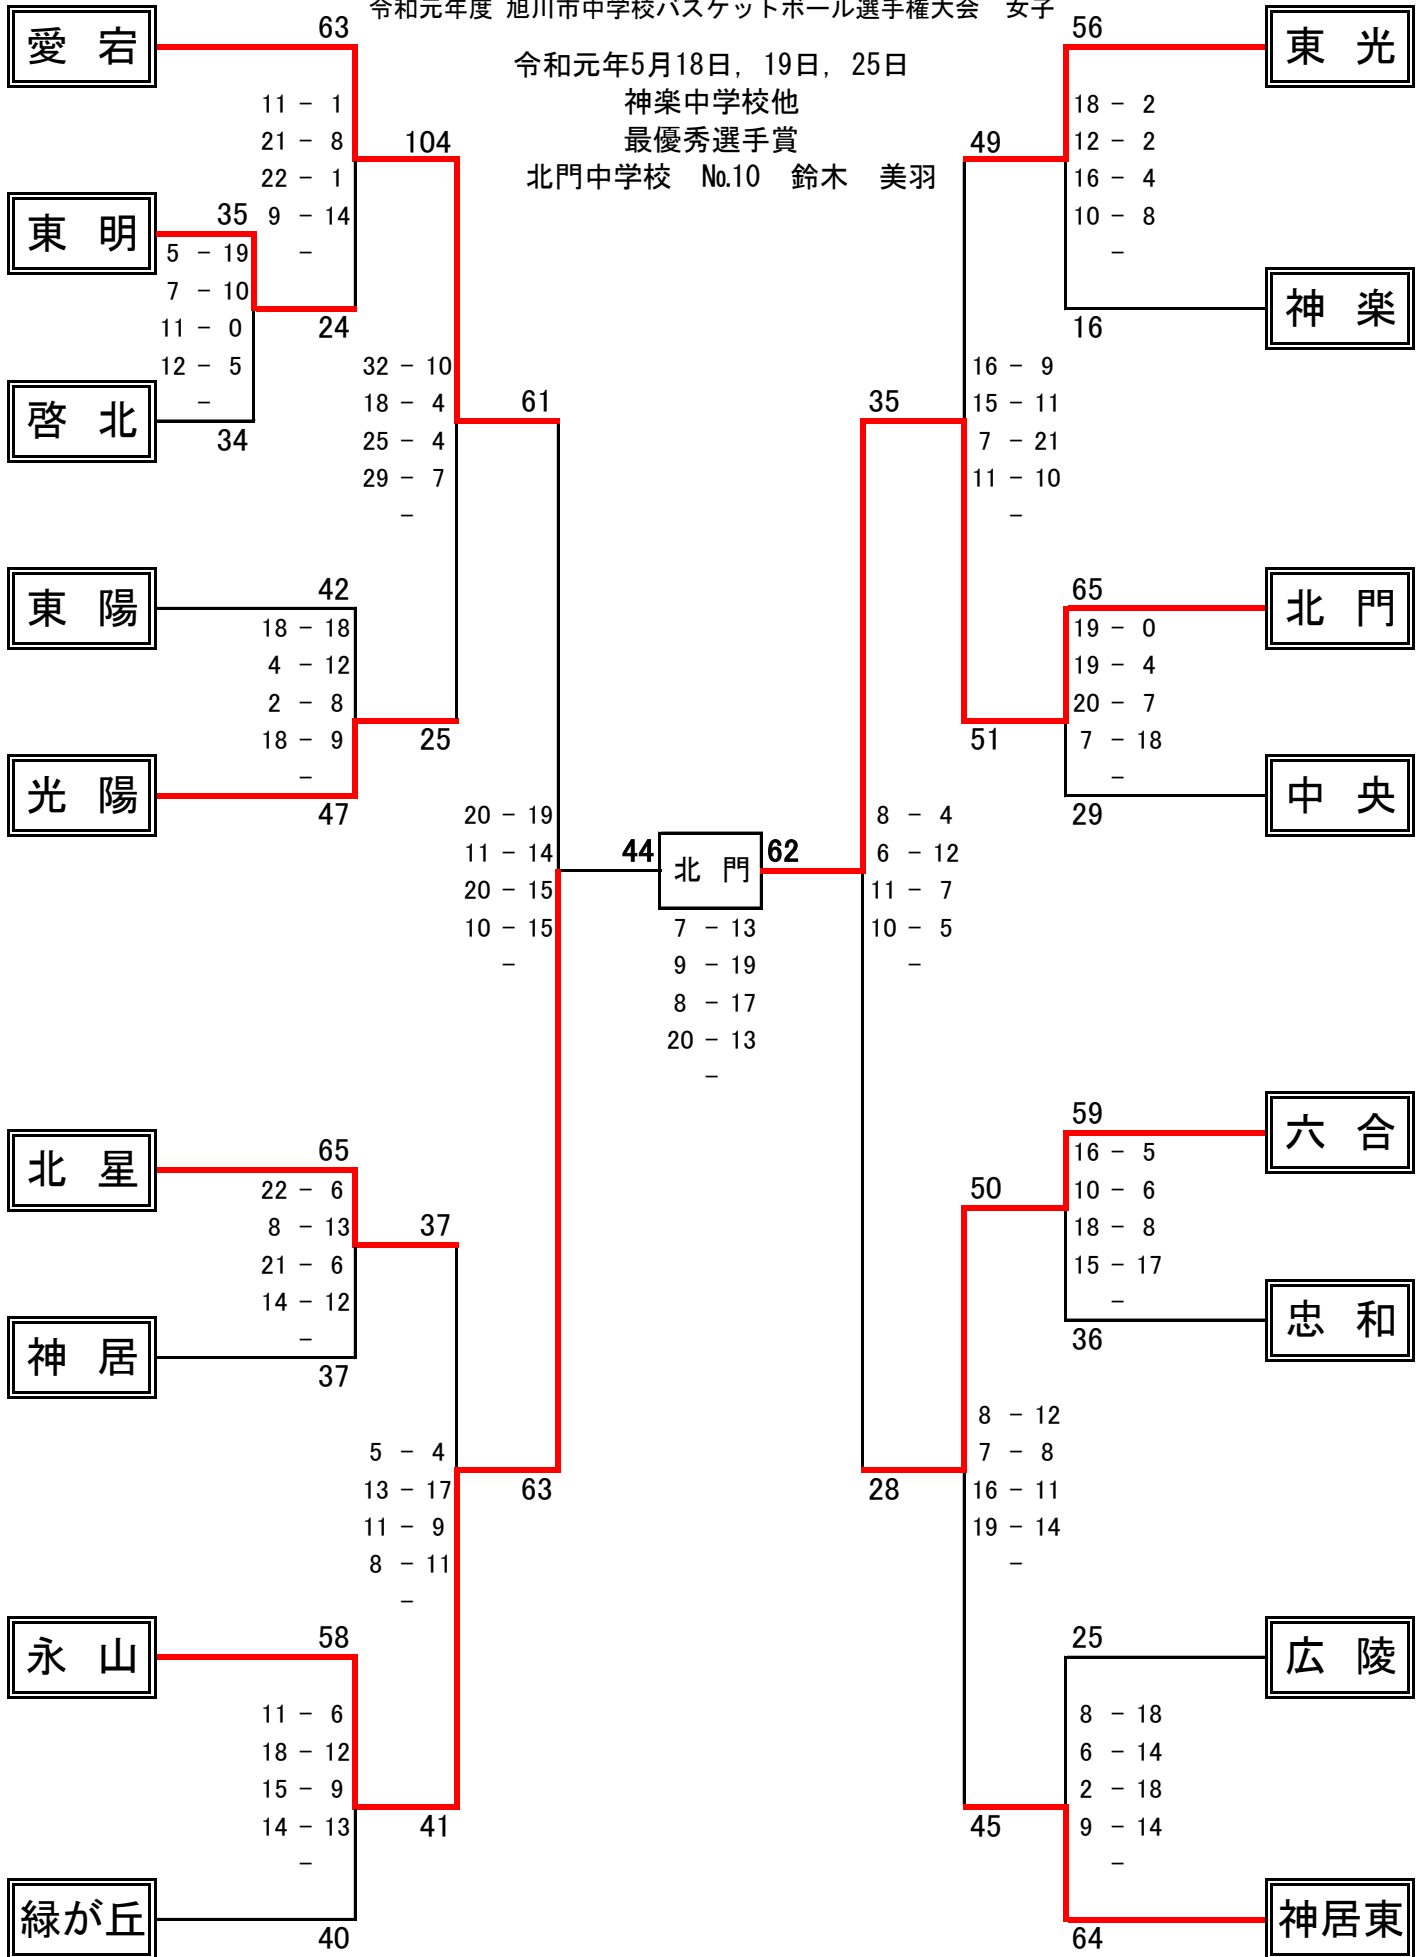 令和元年度 旭川市中学校バスケットボール選手権大会　女子
令和元年5月18日，19日，25日
神楽中学校他
最優秀選手賞
北門中学校　№10　鈴木　美羽
愛　宕
63
11 － 1
21 － 8
22 － 1
9 － 14
－
104
東　明
35
5 － 19
7 － 10
11 － 0
12 － 5
－
24
啓　北
34
32 － 10
18 － 4
25 － 4
29 － 7
－
61
東　陽
42
18 － 18
4 － 12
2 － 8
18 － 9
－
25
光　陽
47
20 － 19
11 － 14
20 － 15
10 － 15
－
北　星
65
22 － 6
8 － 13
21 － 6
14 － 12
－
37
神　居
37
5 － 4
13 － 17
11 － 9
8 － 11
－
63
永　山
58
11 － 6
18 － 12
15 － 9
14 － 13
－
41
緑が丘
40
44
北　門
62
7 － 13
9 － 19
8 － 17
20 － 13
－
56
東　光
49
18 － 2
12 － 2
16 － 4
10 － 8
－
神　楽
16
35
16 － 9
15 － 11
7 － 21
11 － 10
－
65
北　門
19 － 0
19 － 4
20 － 7
7 － 18
－
51
中　央
29
8 － 4
6 － 12
11 － 7
10 － 5
－
59
六　合
50
16 － 5
10 － 6
18 － 8
15 － 17
－
忠　和
36
28
8 － 12
7 － 8
16 － 11
19 － 14
－
25
広　陵
8 － 18
6 － 14
2 － 18
9 － 14
－
45
神居東
64